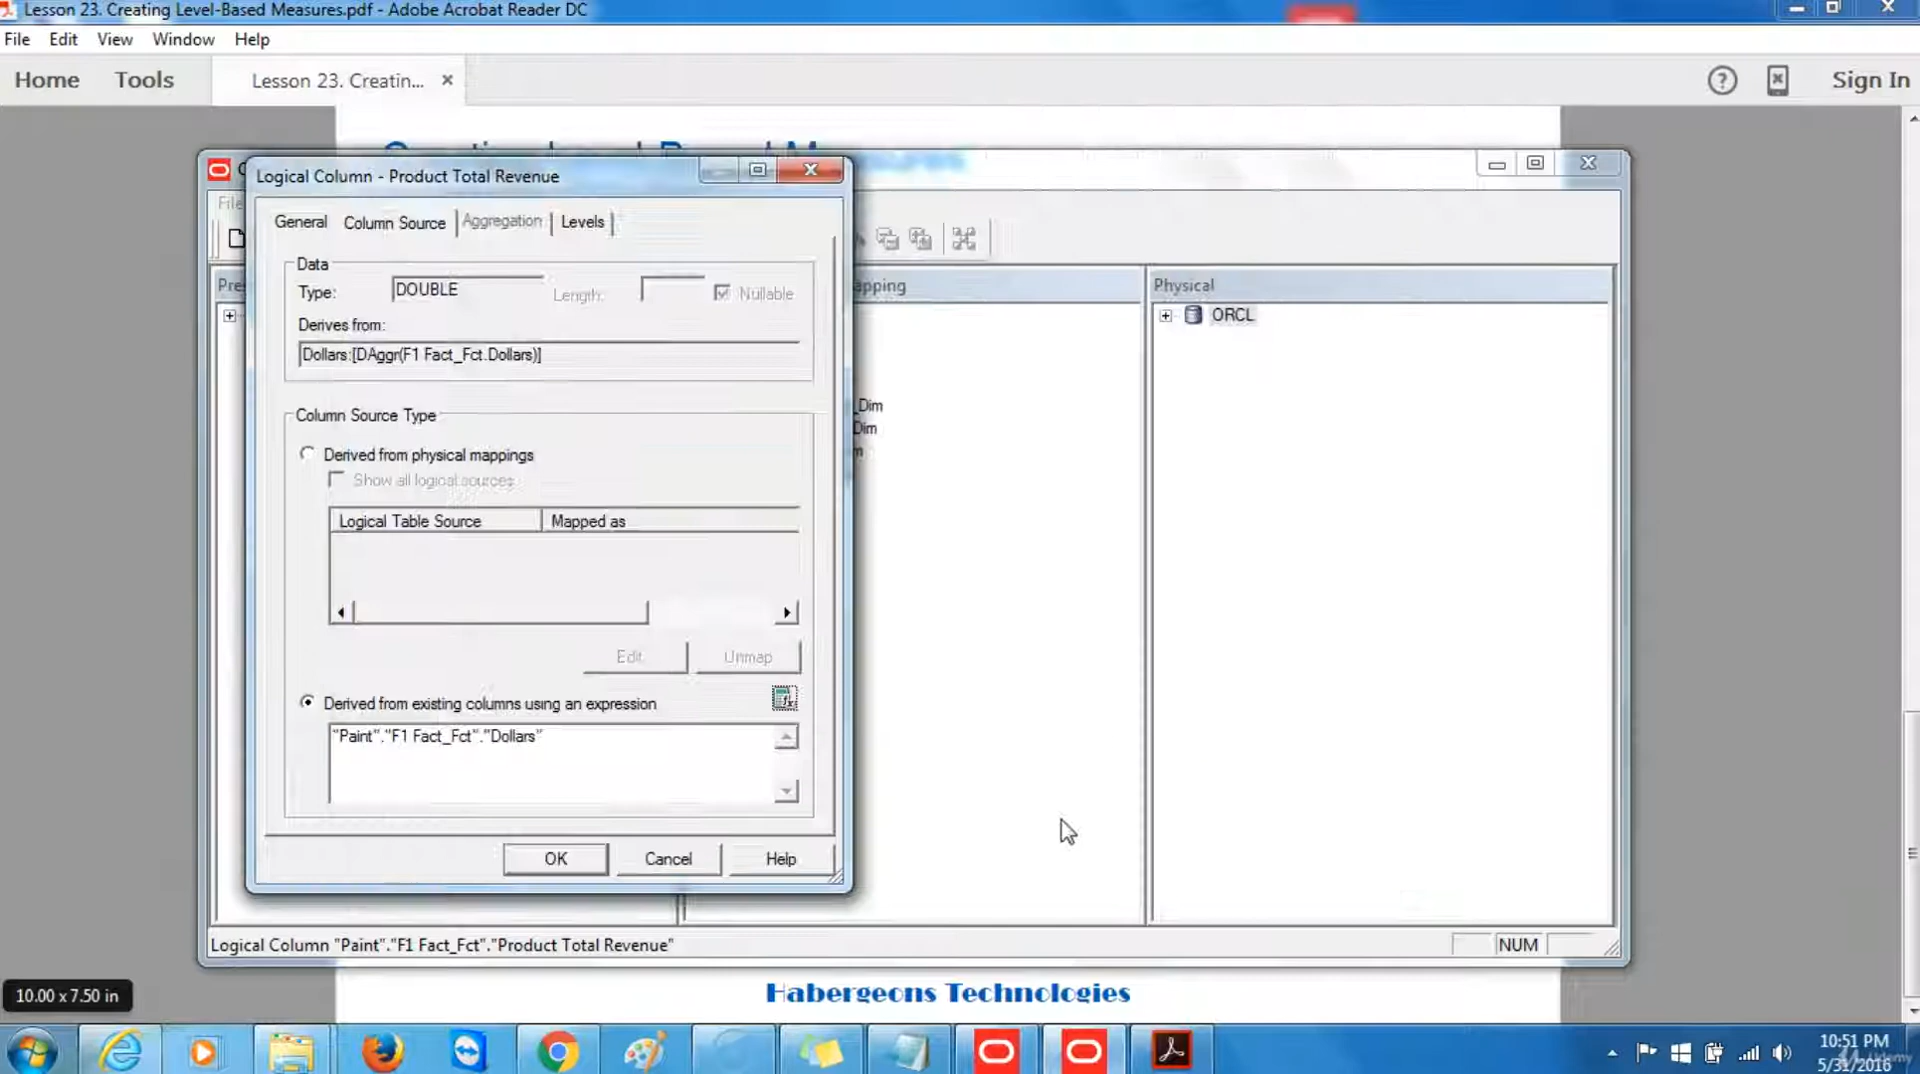 Lesson 23. Creating Level-Based Measures.pdf - Adobe Acrobat Reader DC
File Edit View Window Help
Home Tools Lesson 23. Creatin... × Sign In
Logical Column - Product Total Revenue
File
General Column Source Aggregation Levels
Data
Type: DOUBLE Length: Nullable
Derives from:
Dollars:[DAggr(F1 Fact_Fct.Dollars)]
Column Source Type
Derived from physical mappings
Show all logical sources
Logical Table Source Mapped as
Edit Unmap
Derived from existing columns using an expression
"Paint"."F1 Fact_Fct"."Dollars"
OK Cancel Help
Pre
apping
_Dim
Dim
m
Physical
ORCL
Logical Column "Paint"."F1 Fact_Fct"."Product Total Revenue" NUM
10.00 x 7.50 in
Habergeons Technologies
10:51 PM
5/31/2016